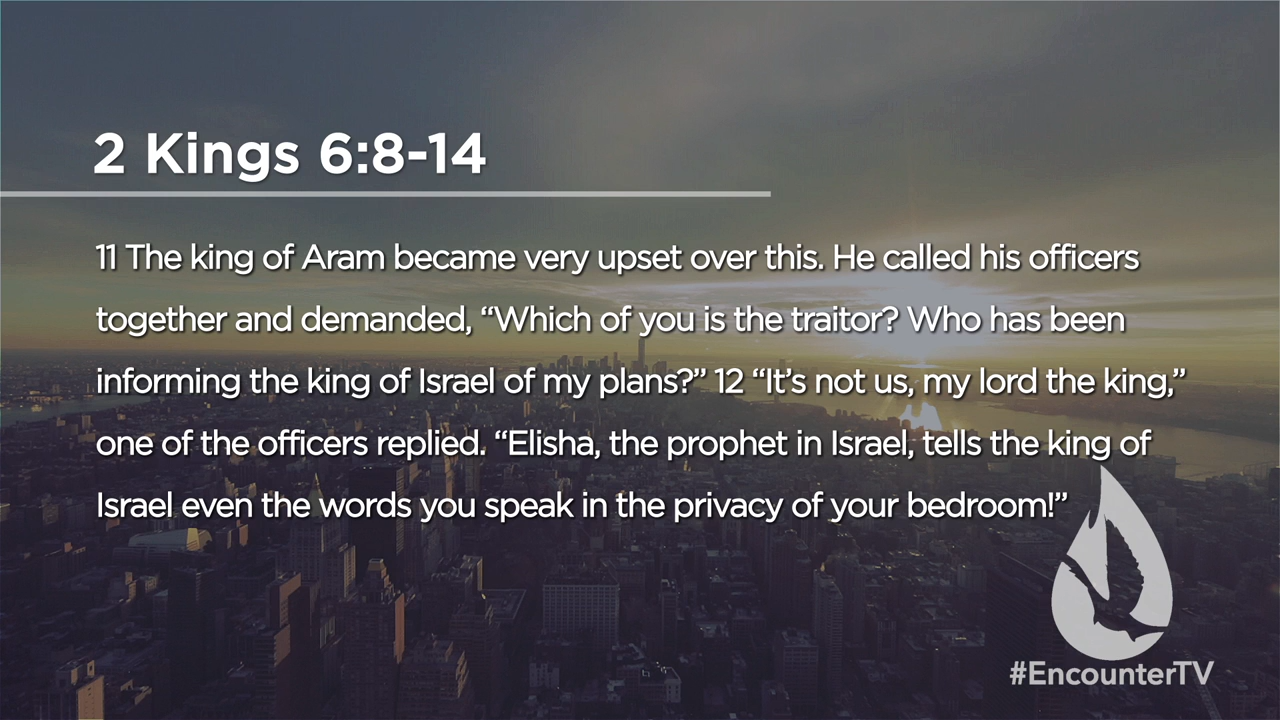 2 Kings 6:8-14
11 The king of Aram became very upset over this. He called his officers
together and demanded, “Which of you is the traitor? Who has been
informing the king of Israel of my plans?” 12 “It’s not us, my lord the king,”
one of the officers replied. “Elisha, the prophet in Israel, tells the king of
Israel even the words you speak in the privacy of your bedroom!”
#EncounterTV